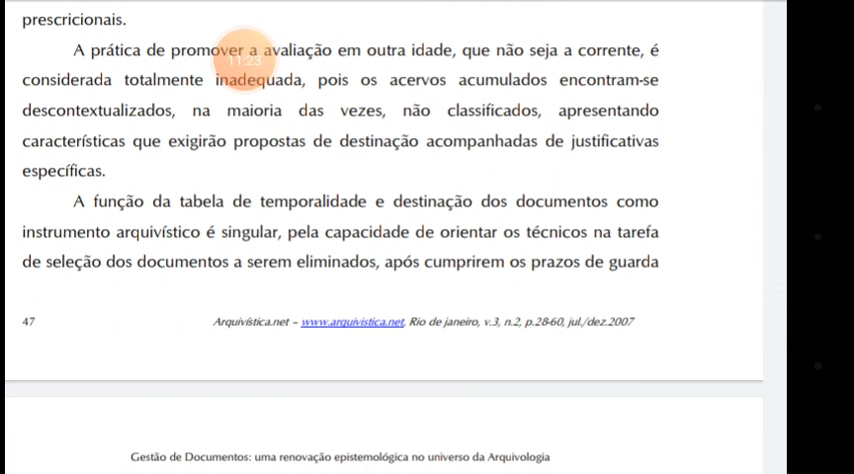 prescricionais.
A prática de promover a avaliação em outra idade, que não seja a corrente, é
11:23
considerada totalmente inadequada, pois os acervos acumulados encontram-se
descontextualizados, na maioria das vezes, não classificados, apresentando
características que exigirão propostas de destinação acompanhadas de justificativas
específicas.
A função da tabela de temporalidade e destinação dos documentos como
instrumento arquivístico é singular, pela capacidade de orientar os técnicos na tarefa
de seleção dos documentos a serem eliminados, após cumprirem os prazos de guarda
47 Arquivística.net – www.arquivistica.net, Rio de janeiro, v.3, n.2, p.28-60, jul./dez.2007
Gestão de Documentos: uma renovação epistemológica no universo da Arquivologia